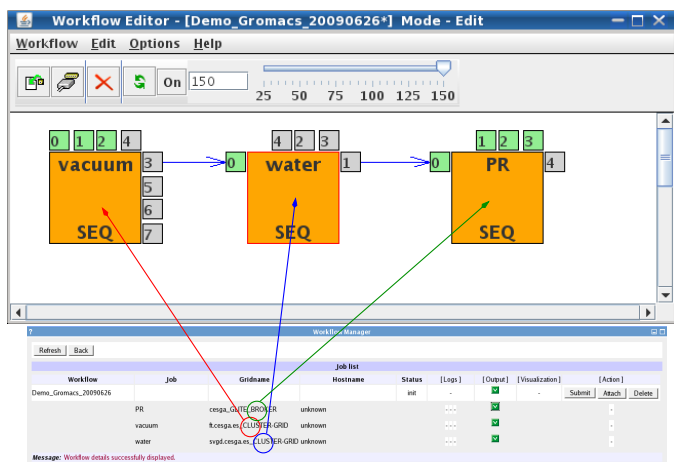 Workflow Editor - [Demo_Gromacs_20090626*] Mode - Edit
Workflow Edit Options Help
On 150
25 50 75 100 125 150
0 1 2 4 4 2 3 1 2 3
vacuum 3 0 water 1 0 PR 4
5
6
SEQ 7 SEQ SEQ
? Workflow Manager
Refresh Back
Job list
Workflow Job Gridname Hostname Status [Logs] [Output] [Visualization] [Action]
Demo_Gromacs_20090626 init - - Submit Attach Delete
PR cesga_GLITE_BROKER unknown - - - -
vacuum ft.cesga.es_CLUSTER-GRID unknown - - - -
water svgd.cesga.es_CLUSTER-GRID unknown - - - -
Message: Workflow details successfully displayed.